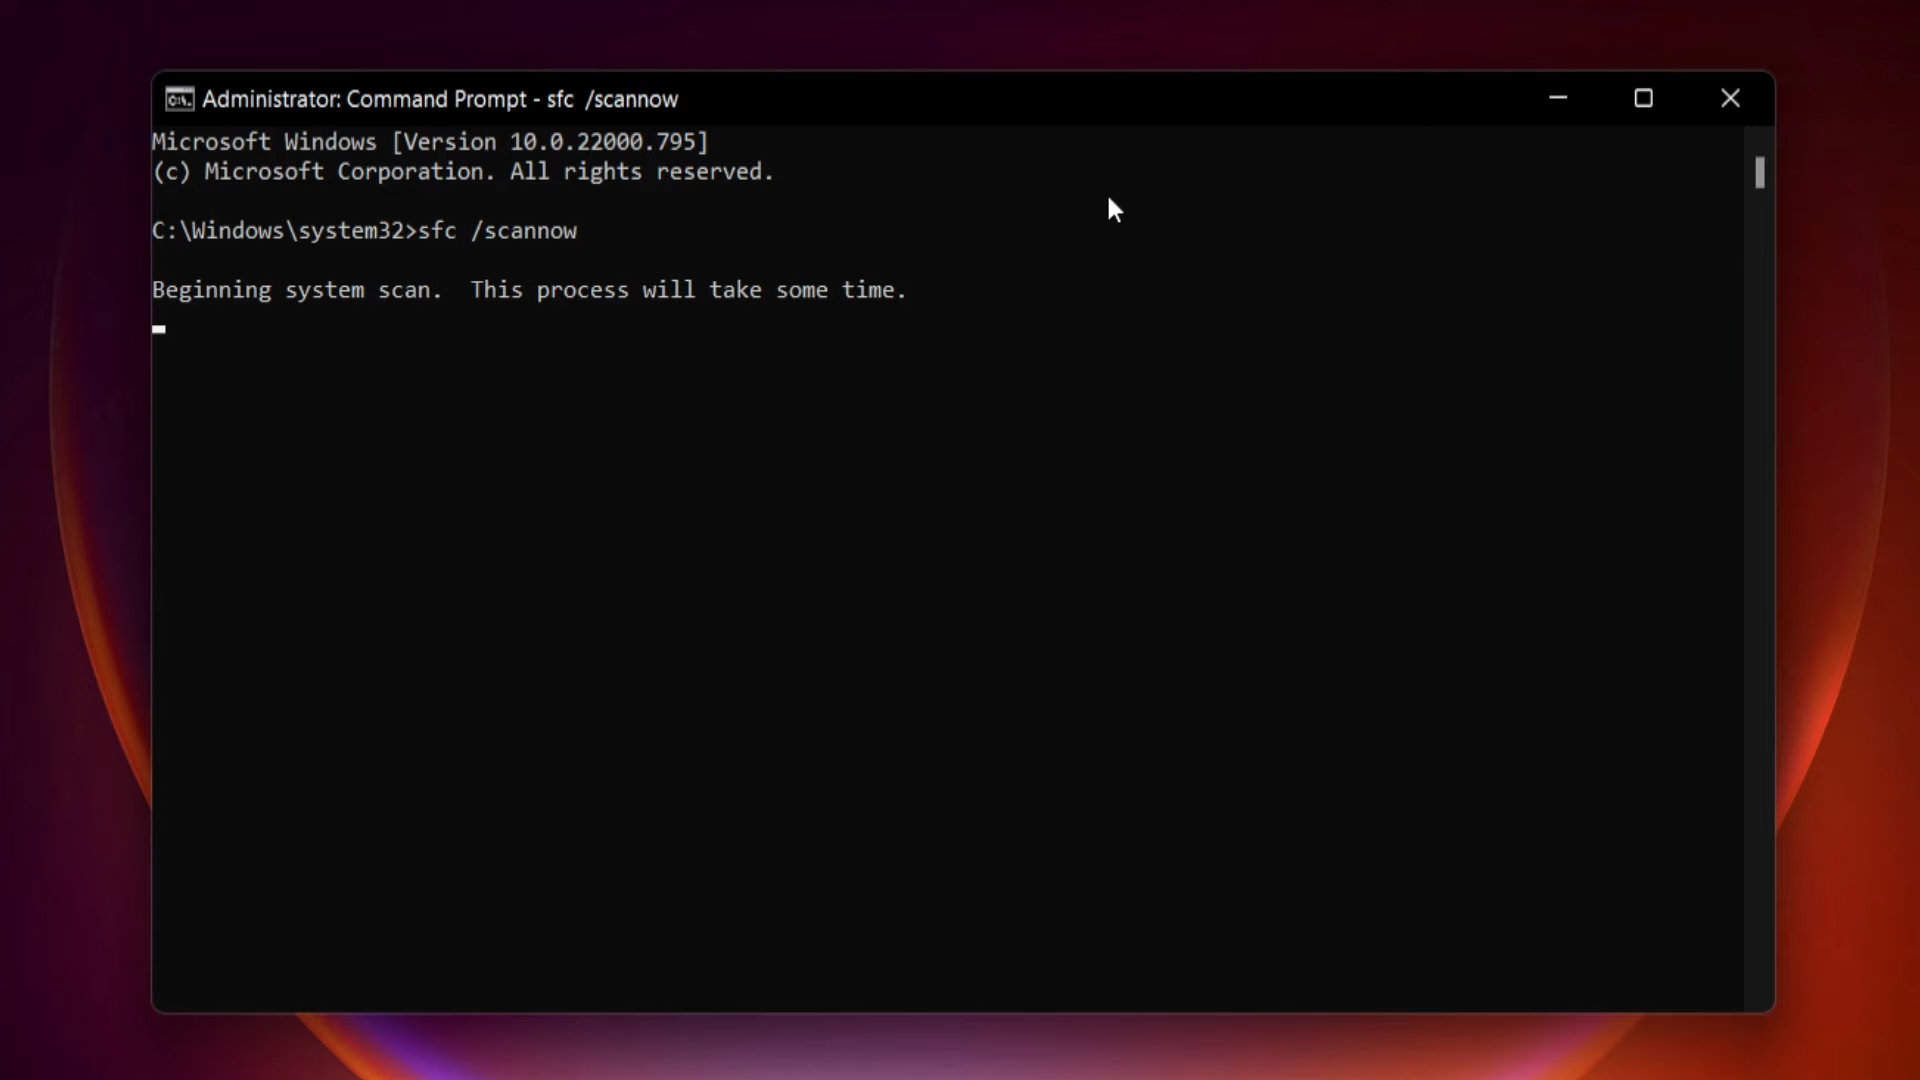 Administrator: Command Prompt - sfc  /scannow
Microsoft Windows [Version 10.0.22000.795]
(c) Microsoft Corporation. All rights reserved.
C:\Windows\system32>sfc /scannow
Beginning system scan.  This process will take some time.